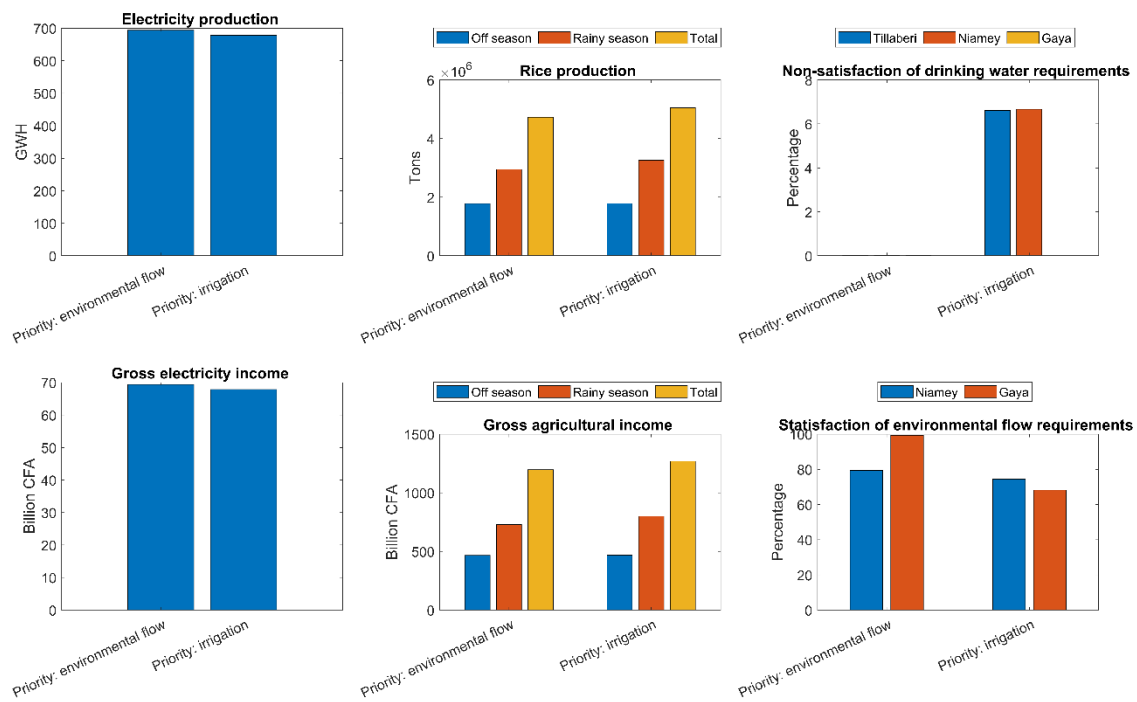 Electricity production
700
600
500
400
300
200
100
0
GWH
Priority: environmental flow
Priority: irrigation
Off season Rainy season Total
×10^6
Rice production
6
4
2
0
Tons
Priority: environmental flow
Priority: irrigation
Tillaberi Niamey Gaya
Non-satisfaction of drinking water requirements
8
6
4
2
0
Percentage
Priority: environmental flow
Priority: irrigation
Gross electricity income
70
60
50
40
30
20
10
0
Billion CFA
Priority: environmental flow
Priority: irrigation
Off season Rainy season Total
Gross agricultural income
1500
1000
500
0
Billion CFA
Priority: environmental flow
Priority: irrigation
Niamey Gaya
Statisfaction of environmental flow requirements
100
80
60
40
20
0
Percentage
Priority: environmental flow
Priority: irrigation